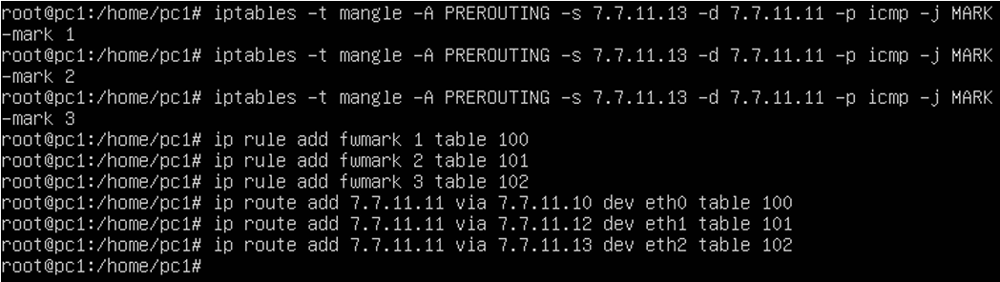 root@pc1:/home/pc1# iptables -t mangle -A PREROUTING -s 7.7.11.13 -d 7.7.11.11 -p icmp -j MARK
-mark 1
root@pc1:/home/pc1# iptables -t mangle -A PREROUTING -s 7.7.11.13 -d 7.7.11.11 -p icmp -j MARK
-mark 2
root@pc1:/home/pc1# iptables -t mangle -A PREROUTING -s 7.7.11.13 -d 7.7.11.11 -p icmp -j MARK
-mark 3
root@pc1:/home/pc1# ip rule add fwmark 1 table 100
root@pc1:/home/pc1# ip rule add fwmark 2 table 101
root@pc1:/home/pc1# ip rule add fwmark 3 table 102
root@pc1:/home/pc1# ip route add 7.7.11.11 via 7.7.11.10 dev eth0 table 100
root@pc1:/home/pc1# ip route add 7.7.11.11 via 7.7.11.12 dev eth1 table 101
root@pc1:/home/pc1# ip route add 7.7.11.11 via 7.7.11.13 dev eth2 table 102
root@pc1:/home/pc1#